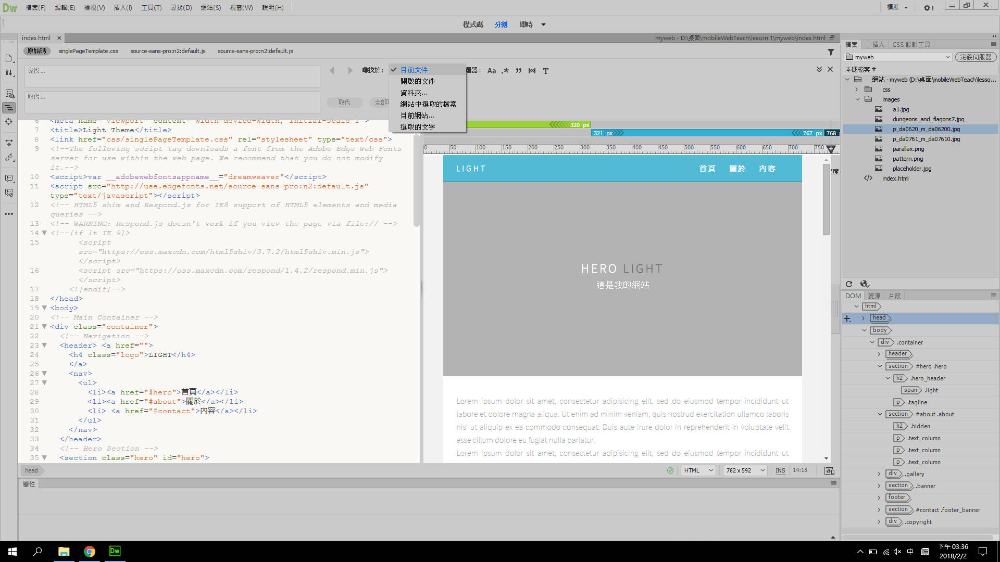 Dw 檔案(F) 編輯(E) 檢視(V) 插入(I) 工具(T) 尋找(D) 網站(S) 視窗(W) 說明(H) 標準
程式碼 分割 即時
index.html myweb - D:\桌面\mobileWebTeach\lesson 1\myweb\index.html
原始碼 singlePageTemplate.css source-sans-pro:n2:default.js source-sans-pro:n2:default.js
尋找 ... 尋找於 : Aa .* T
取代 ... 取代
目前文件
開啟的文件
資料夾...
網站中選取的檔案
目前網站...
選取的文字
320 px
321 px 767 px 768
0 50 100 150 200 250 300 350 400 450 500 550 600 650 700 750
6 <meta name="viewport" content="width=device-width, initial-scale=1">
7 <title>Light Theme</title>
8 <link href="css/singlePageTemplate.css" rel="stylesheet" type="text/css">
9 <!--The following script tag downloads a font from the Adobe Edge Web Fonts
server for use within the web page. We recommend that you do not modify
it.-->
10 <script>var __adobewebfontsappname__="dreamweaver"</script>
11 <script src="http://use.edgefonts.net/source-sans-pro:n2:default.js"
type="text/javascript"></script>
12 <!-- HTML5 shim and Respond.js for IE8 support of HTML5 elements and media
queries -->
13 <!-- WARNING: Respond.js doesn't work if you view the page via file:// -->
14 <!--[if lt IE 9]>
15 <script
src="https://oss.maxcdn.com/html5shiv/3.7.2/html5shiv.min.js">
</script>
16 <script src="https://oss.maxcdn.com/respond/1.4.2/respond.min.js">
</script>
17 <![endif]-->
18 </head>
19 <body>
20 <!-- Main Container -->
21 <div class="container">
22 <!-- Navigation -->
23 <header> <a href="">
24 <h4 class="logo">LIGHT</h4>
25 </a>
26 <nav>
27 <ul>
28 <li><a href="#hero">首頁</a></li>
29 <li><a href="#about">關於</a></li>
30 <li> <a href="#contact">內容</a></li>
31 </ul>
32 </nav>
33 </header>
34 <!-- Hero Section -->
35 <section class="hero" id="hero">
LIGHT 首頁 關於 內容
HERO LIGHT
這是我的網站
Lorem ipsum dolor sit amet, consectetur adipisicing elit, sed do eiusmod tempor incididunt ut
labore et dolore magna aliqua. Ut enim ad minim veniam, quis nostrud exercitation ullamco laboris
nisi ut aliquip ex ea commodo consequat. Duis aute irure dolor in reprehenderit in voluptate velit
esse cillum dolore eu fugiat nulla pariatur.
Lorem ipsum dolor sit amet, consectetur adipisicing elit, sed do eiusmod tempor incididunt ut
head HTML 782 x 592 INS 14:18
屬性
檔案 插入 CSS 設計工具
myweb 定義伺服器
本機檔案
網站 - myweb (D:\桌面\mobileWebTeach\lesso...
css
images
a1.jpg
dungeons_and_flagons7.jpg
p_da0620_m_da06200.jpg
p_da0761_m_da07610.jpg
parallax.png
pattern.png
placeholder.jpg
index.html
DOM 資源 片段
html
head
body
div .container
header
section #hero .hero
h2 .hero_header
span .light
p .tagline
section #about .about
h2 .hidden
p .text_column
p .text_column
p .text_column
div .gallery
section .banner
footer
section #contact .footer_banner
div .copyright
Dw 中 下午 03:36
2018/2/2